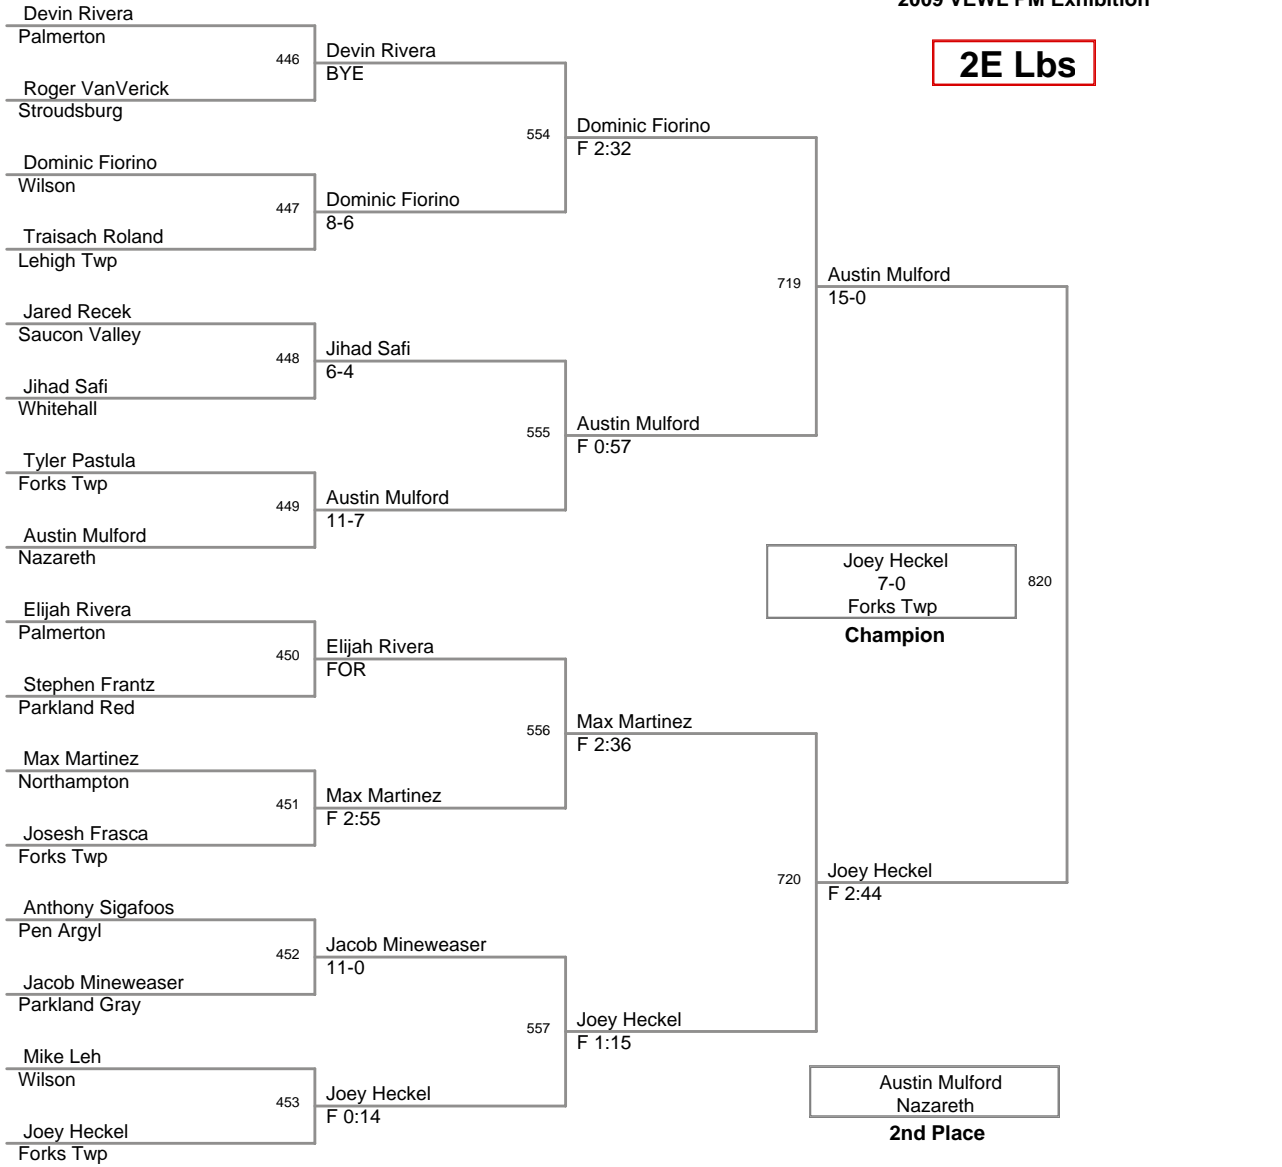 2009 VEWL PM Exhibition
2E Lbs
Devin Rivera
Palmerton
446
Roger VanVerick
Stroudsburg
Devin Rivera
BYE
Dominic Fiorino
Wilson
447
Traisach Roland
Lehigh Twp
Dominic Fiorino
8-6
554
Dominic Fiorino
F 2:32
Jared Recek
Saucon Valley
448
Jihad Safi
Whitehall
Jihad Safi
6-4
Tyler Pastula
Forks Twp
449
Austin Mulford
Nazareth
Austin Mulford
11-7
555
Austin Mulford
F 0:57
719
Austin Mulford
15-0
Elijah Rivera
Palmerton
450
Stephen Frantz
Parkland Red
Elijah Rivera
FOR
Max Martinez
Northampton
451
Josesh Frasca
Forks Twp
Max Martinez
F 2:55
556
Max Martinez
F 2:36
Anthony Sigafoos
Pen Argyl
452
Jacob Mineweaser
Parkland Gray
Jacob Mineweaser
11-0
Mike Leh
Wilson
453
Joey Heckel
Forks Twp
Joey Heckel
F 0:14
557
Joey Heckel
F 1:15
720
Joey Heckel
F 2:44
820
Joey Heckel
7-0
Forks Twp
Champion
Austin Mulford
Nazareth
2nd Place